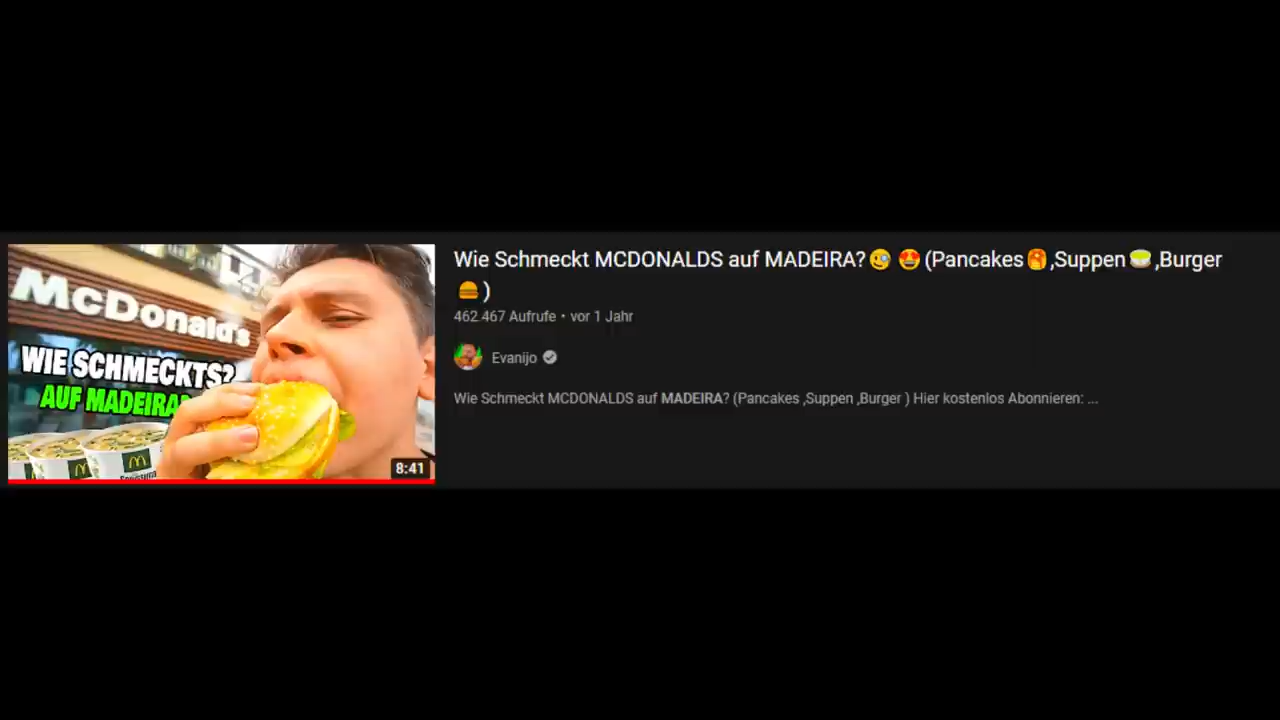 McDonald's
WIE SCHMECKTS?
AUF MADEIRA
8:41
Wie Schmeckt MCDONALDS auf MADEIRA?🧐 😍 (Pancakes🥞,Suppen🍵,Burger
🍔)
462.467 Aufrufe • vor 1 Jahr
Evanijo
Wie Schmeckt MCDONALDS auf MADEIRA? (Pancakes ,Suppen ,Burger ) Hier kostenlos Abonnieren: ...